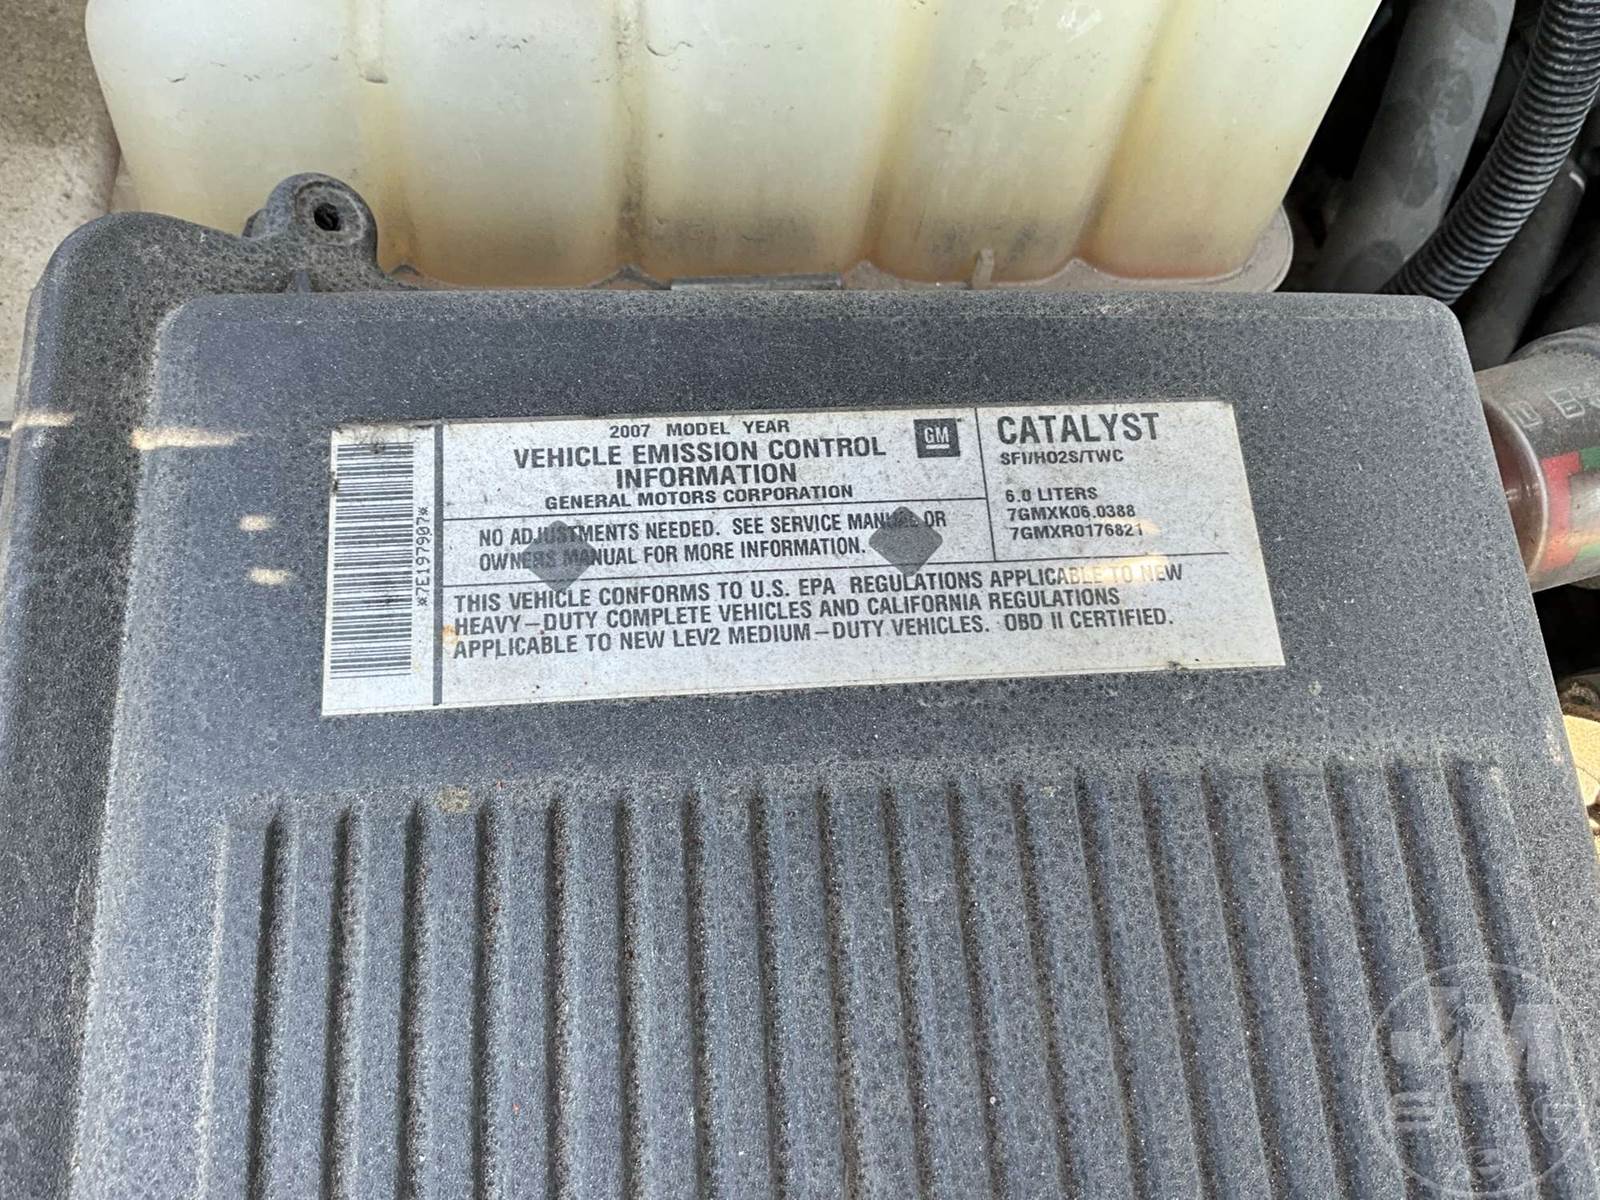 2007 MODEL YEAR
VEHICLE EMISSION CONTROL
INFORMATION
GENERAL MOTORS CORPORATION
GM
NO ADJUSTMENTS NEEDED. SEE SERVICE MANUAL OR
OWNERS MANUAL FOR MORE INFORMATION.
CATALYST
SFI/HO2S/TWC
6.0 LITERS
7GMXK06.0388
7GMXR0176821
THIS VEHICLE CONFORMS TO U.S. EPA REGULATIONS APPLICABLE TO NEW
HEAVY-DUTY COMPLETE VEHICLES AND CALIFORNIA REGULATIONS
APPLICABLE TO NEW LEV2 MEDIUM-DUTY VEHICLES. OBD II CERTIFIED.
*7E197907*
JM